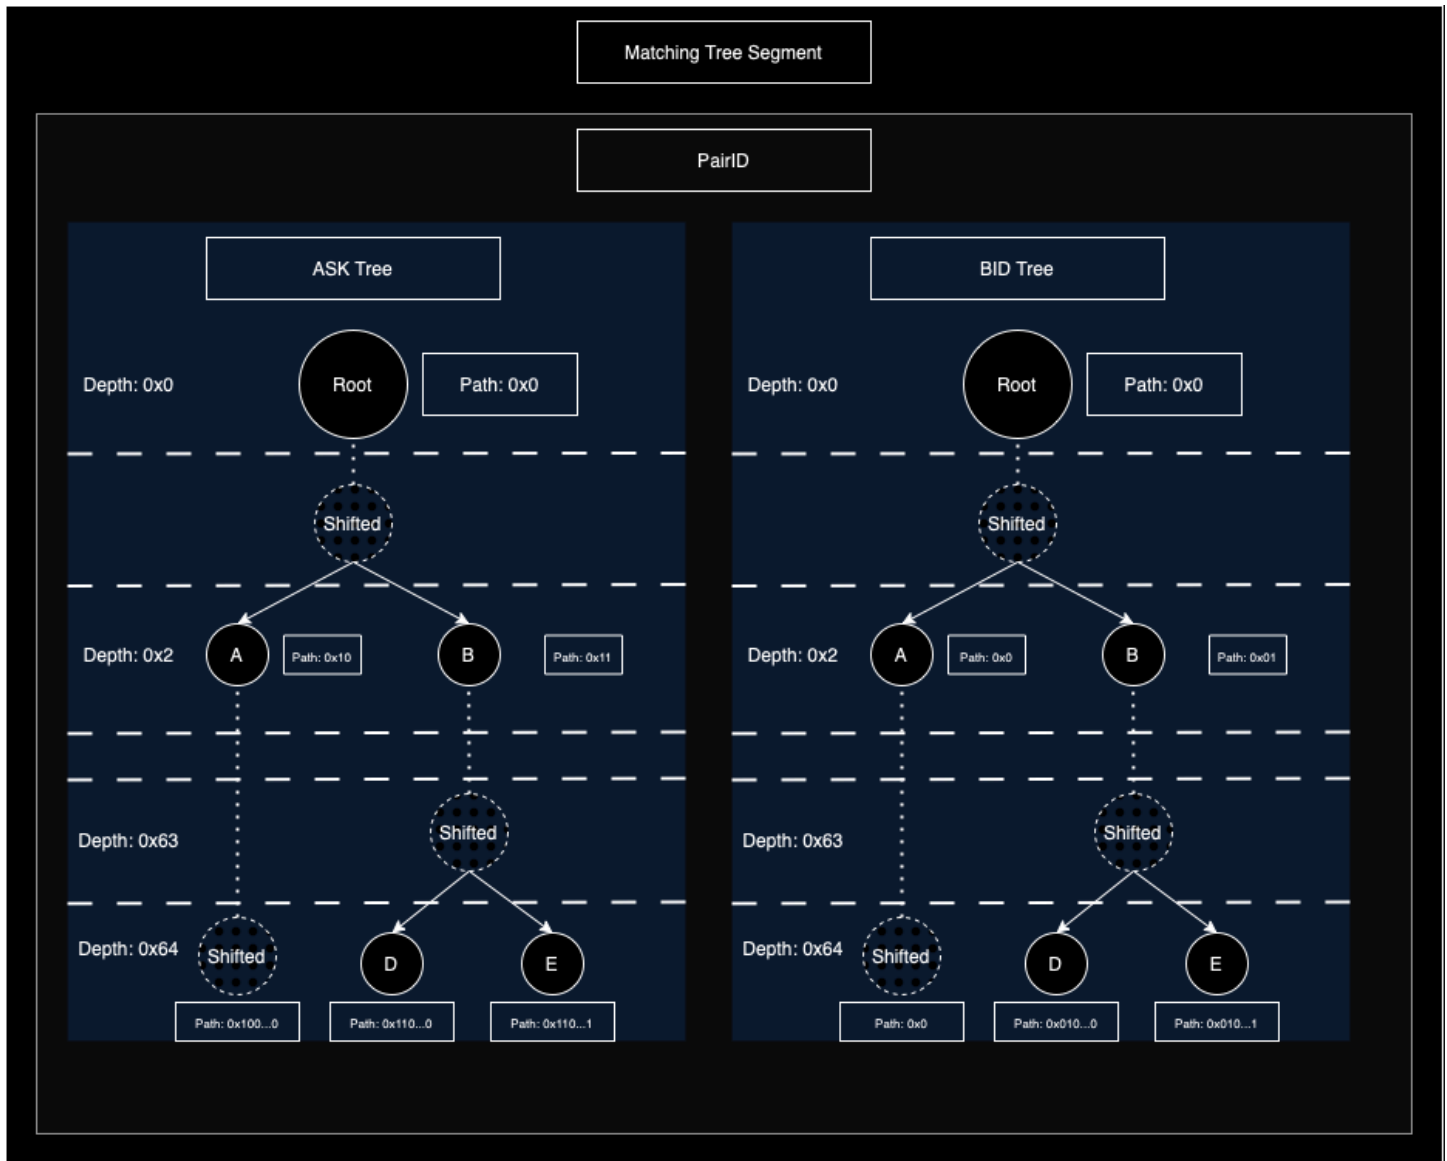 Matching Tree Segment
PairID
ASK Tree
Depth: 0x0
Root
Path: 0x0
Shifted
Depth: 0x2
A
Path: 0x10
B
Path: 0x11
Depth: 0x63
Shifted
Depth: 0x64
Shifted
D
E
Path: 0x100...0
Path: 0x110...0
Path: 0x110...1
BID Tree
Depth: 0x0
Root
Path: 0x0
Shifted
Depth: 0x2
A
Path: 0x0
B
Path: 0x01
Depth: 0x63
Shifted
Depth: 0x64
Shifted
D
E
Path: 0x0
Path: 0x010...0
Path: 0x010...1